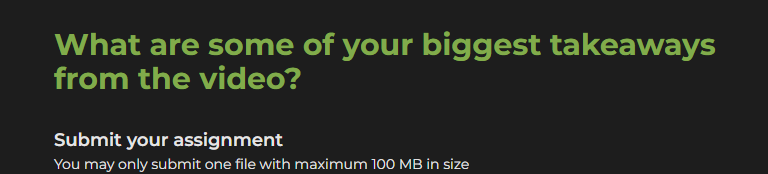 What are some of your biggest takeaways
from the video?
Submit your assignment
You may only submit one file with maximum 100 MB in size